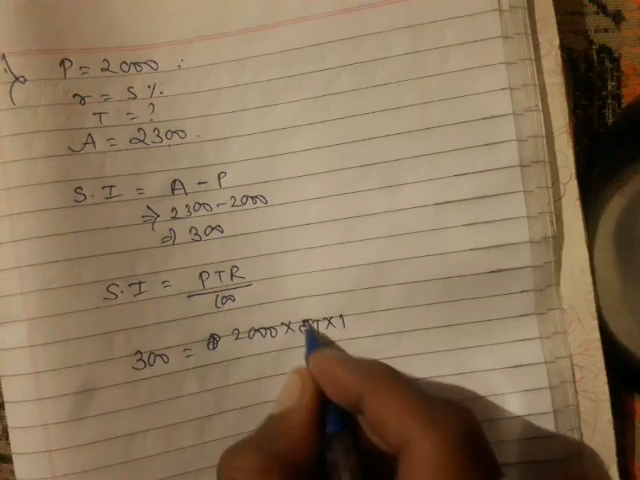 P = 2000 :
r = 5 %.
T = ?
A = 2300.
S.I = A - P
⇒ 2300 - 2000
⇒ 300
S.I = PTR
100
300 = 2000 ×